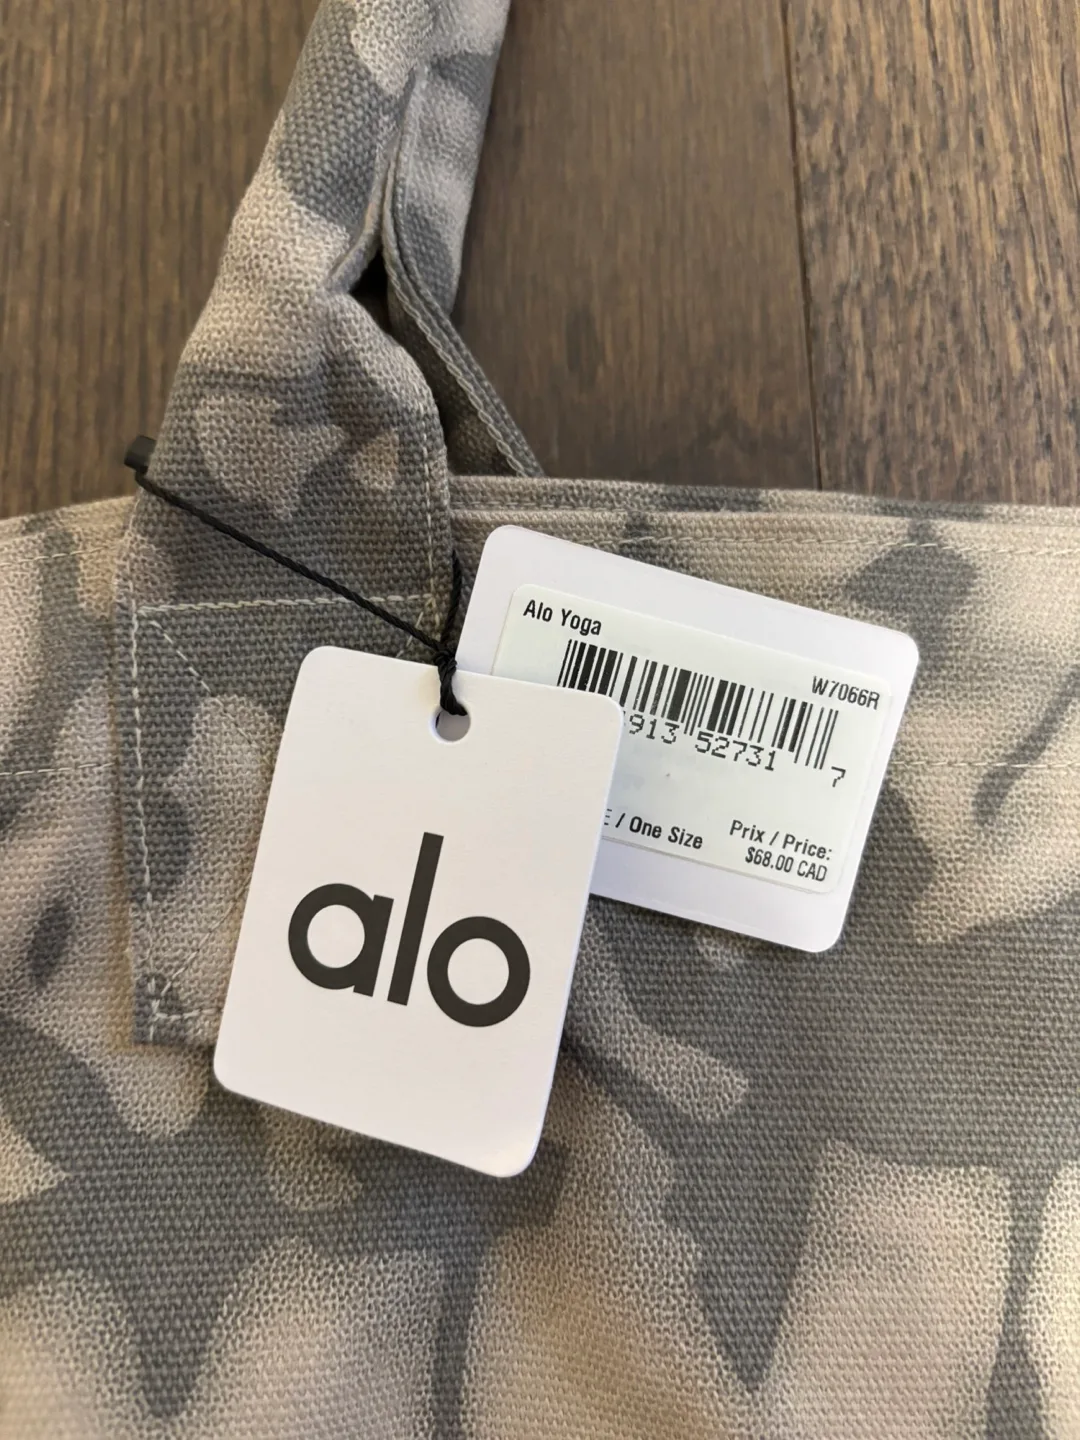 Alo Yoga
W7066R
913 52731 7
/ One Size
Prix / Price:
$68.00 CAD
alo